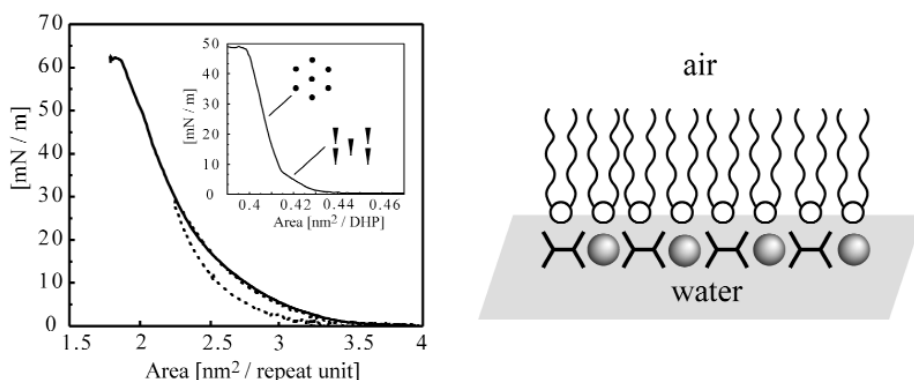 70
60
50
40
30
20
10
0
[mN / m]
1.5 2 2.5 3 3.5 4
Area [nm2 / repeat unit]
50
40
30
20
10
0
[mN / m]
0.4 0.42 0.44 0.46
Area [nm2 / DHP]
air
water